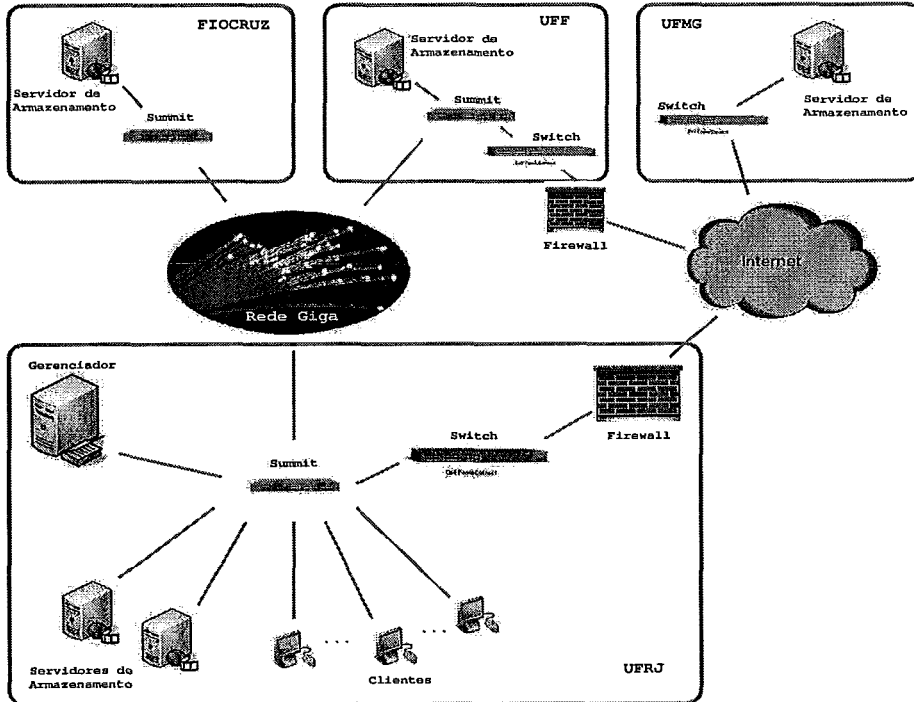 FIOCRUZ
Servidor de
Armazenamento
Summit
UFF
Servidor de
Armazenamento
Summit
Switch
Firewall
UFMG
Switch
Servidor de
Armazenamento
Internet
Rede Giga
Gerenciador
Firewall
Switch
Summit
Servidores de
Armazenamento
Clientes
UFRJ